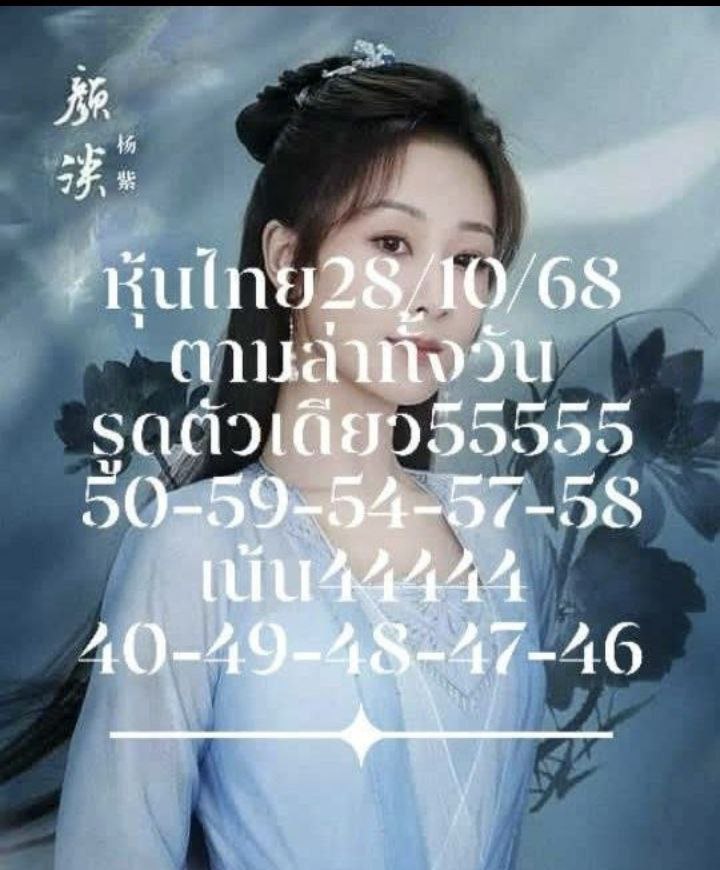 颜
淡
杨
紫
หุ้นไทย28/10/68
ตามล่าทั้งวัน
รูดตัวเดียว55555
50-59-54-57-58
เน้น44444
40-49-48-47-46